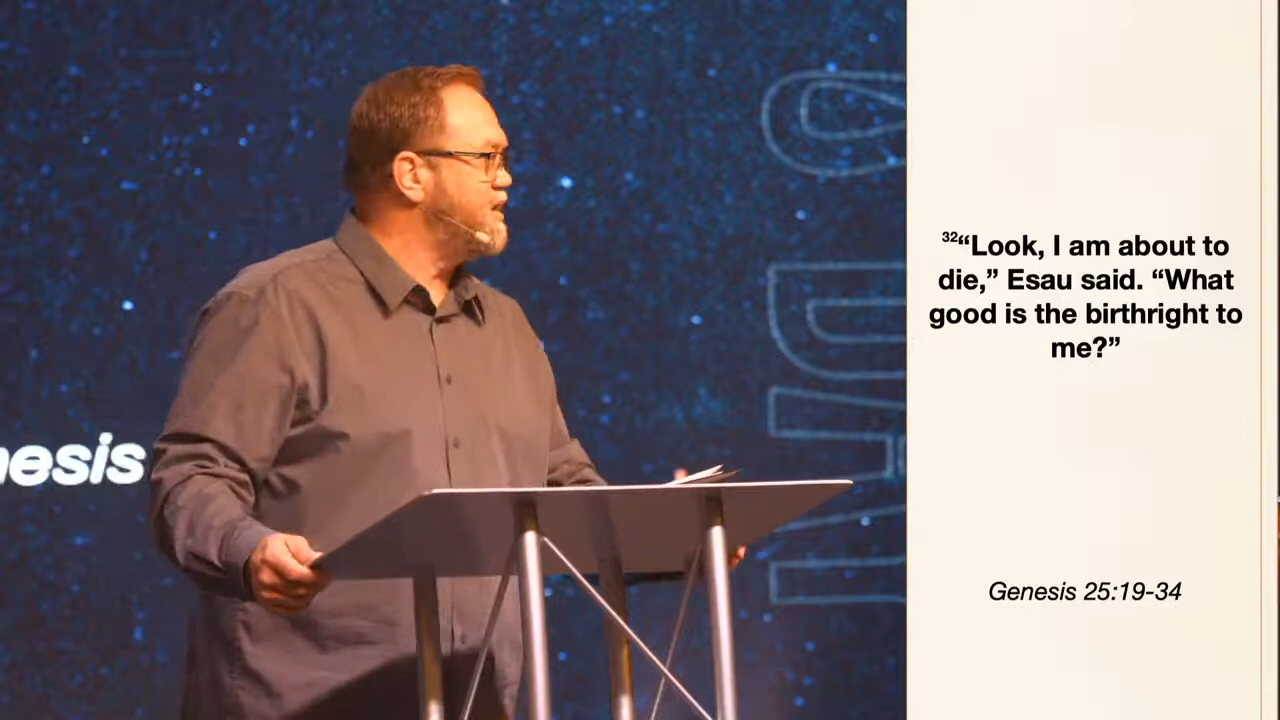 nesis
32“Look, I am about to
die,” Esau said. “What
good is the birthright to
me?”
Genesis 25:19-34